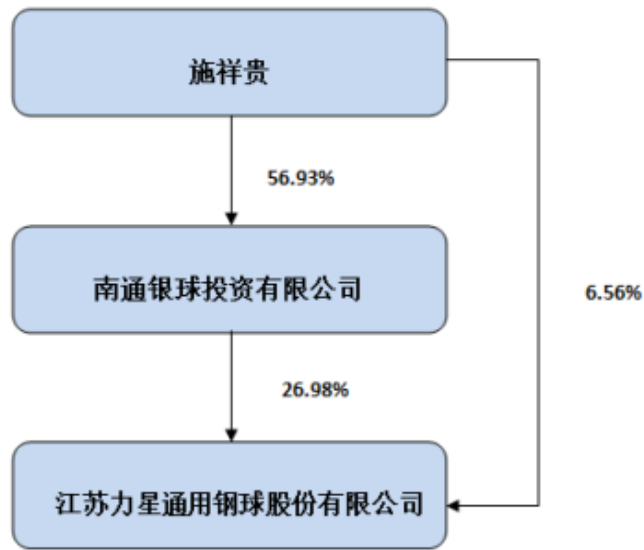 施祥贵
56.93%
南通银球投资有限公司
6.56%
26.98%
江苏力星通用钢球股份有限公司